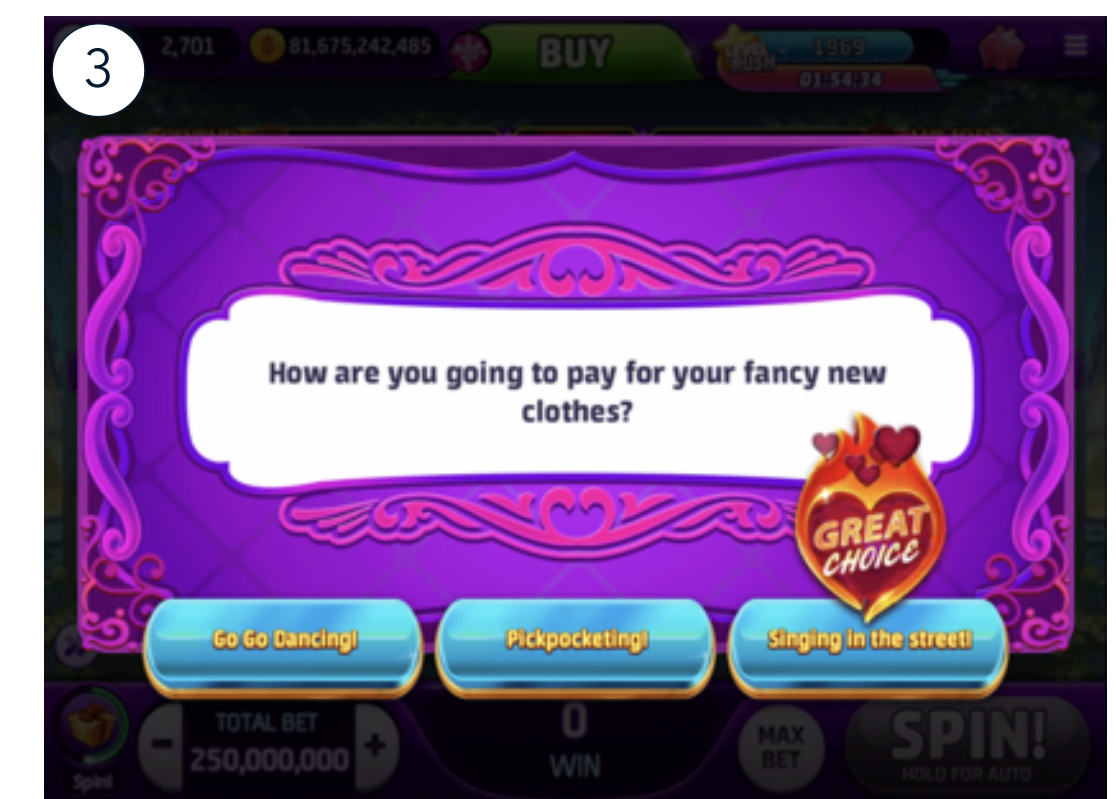 3
2,701
81,675,242,485
BUY
LEVEL
RUSH
1969
01:54:34
How are you going to pay for your fancy new
clothes?
GREAT
CHOICE
Go Go Dancing!
Pickpocketing!
Singing in the street!
Spin!
TOTAL BET
250,000,000
0
WIN
MAX
BET
SPIN!
HOLD FOR AUTO